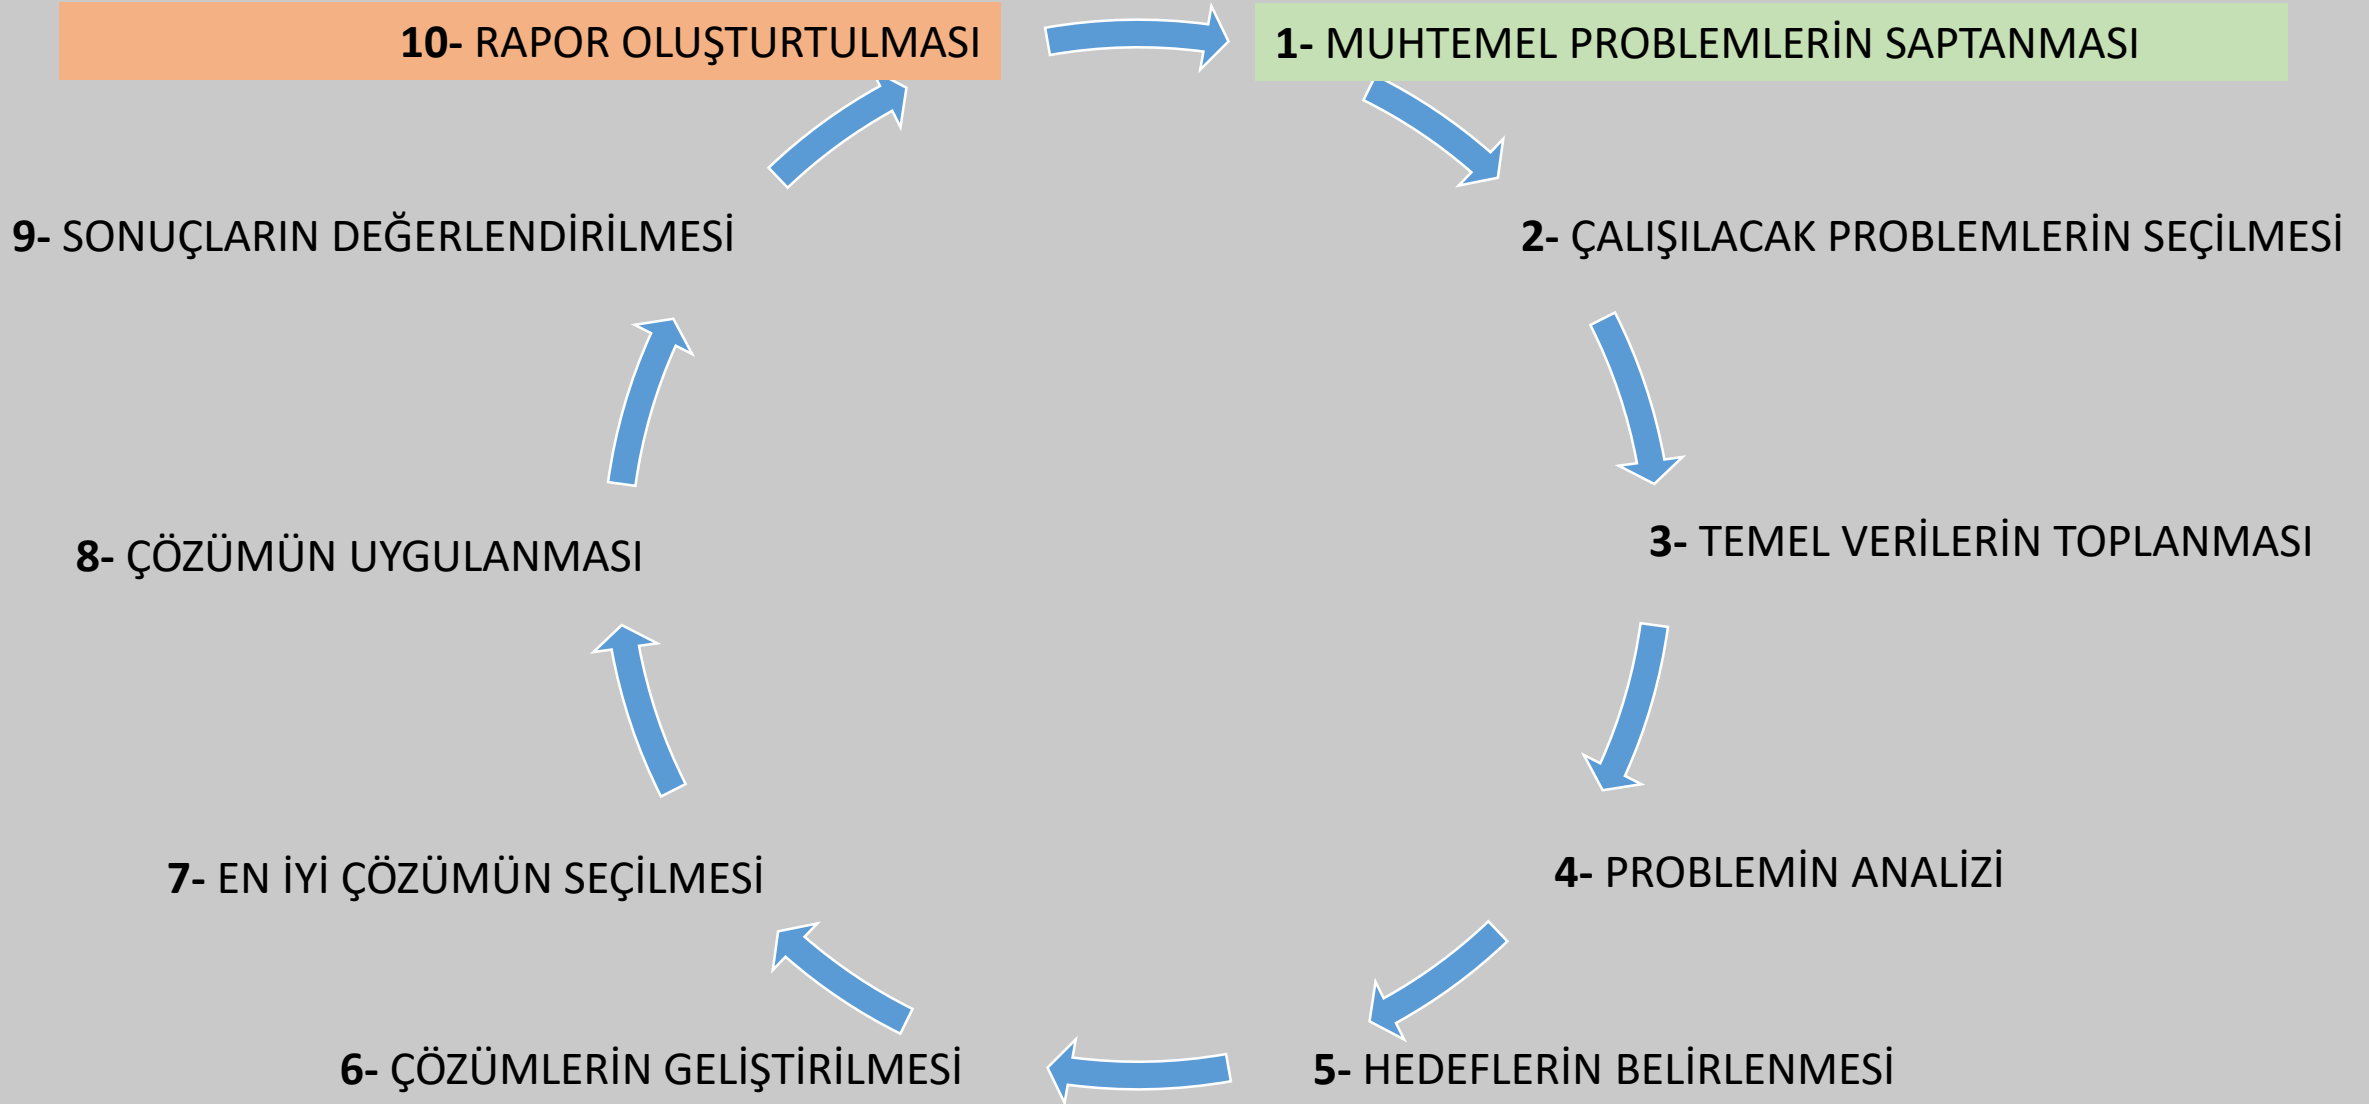 10- RAPOR OLUŞTURTULMASI
1- MUHTEMEL PROBLEMLERİN SAPTANMASI
2- ÇALIŞILACAK PROBLEMLERİN SEÇİLMESİ
3- TEMEL VERİLERİN TOPLANMASI
4- PROBLEMİN ANALİZİ
5- HEDEFLERİN BELİRLENMESİ
6- ÇÖZÜMLERİN GELİŞTİRİLMESİ
7- EN İYİ ÇÖZÜMÜN SEÇİLMESİ
8- ÇÖZÜMÜN UYGULANMASI
9- SONUÇLARIN DEĞERLENDİRİLMESİ